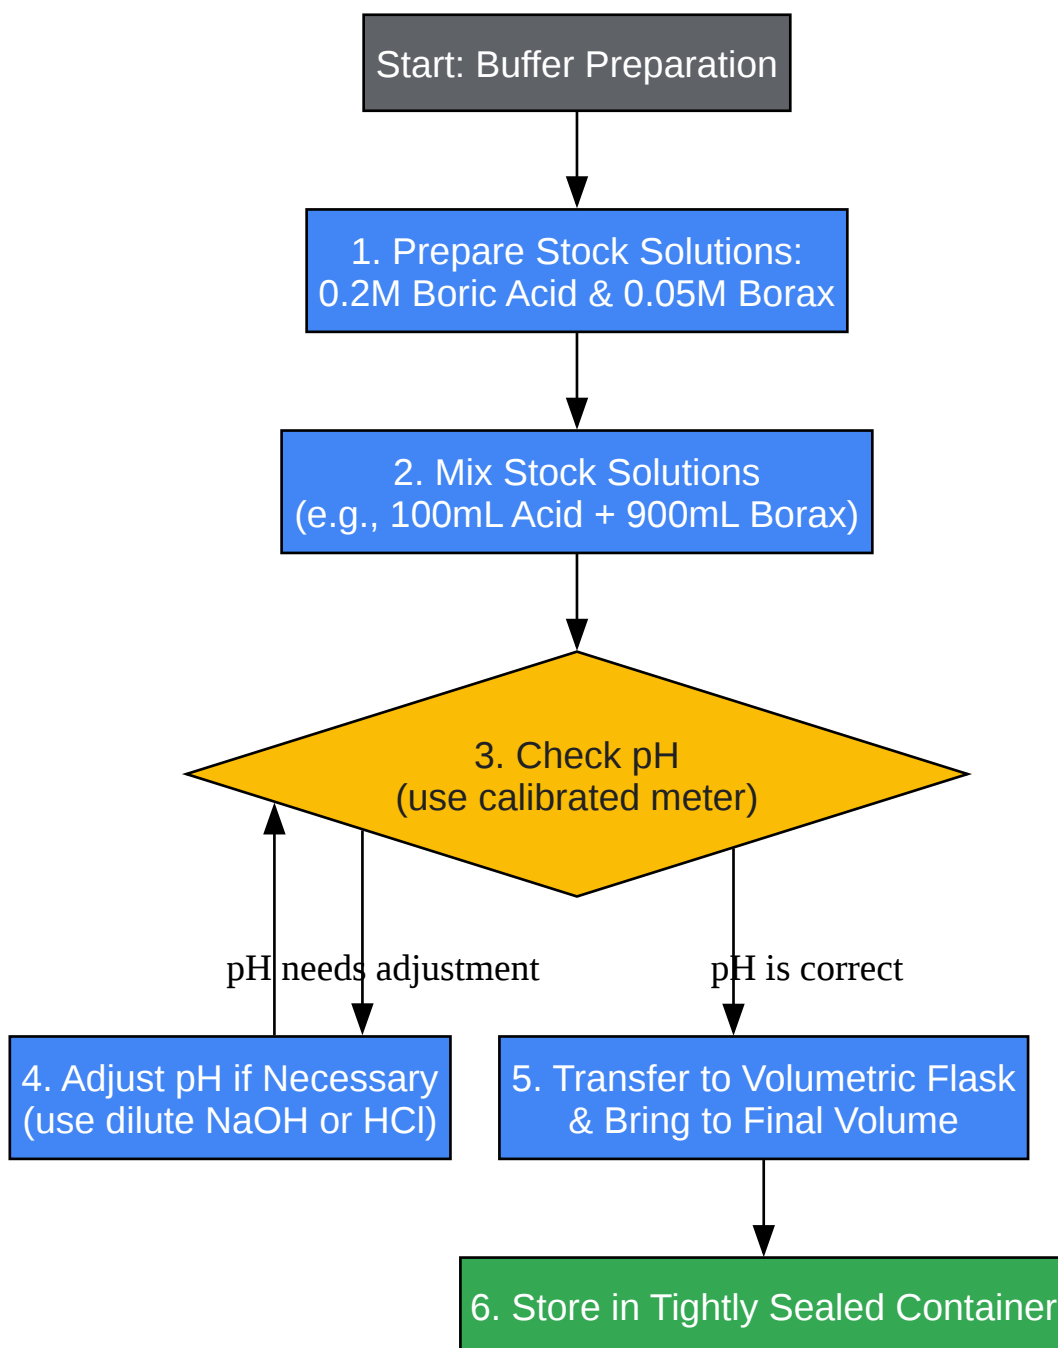 Start: Buffer Preparation
1. Prepare Stock Solutions:
0.2M Boric Acid & 0.05M Borax
2. Mix Stock Solutions
(e.g., 100mL Acid + 900mL Borax)
3. Check pH
(use calibrated meter)
pH needs adjustment
pH is correct
4. Adjust pH if Necessary
(use dilute NaOH or HCl)
5. Transfer to Volumetric Flask
& Bring to Final Volume
6. Store in Tightly Sealed Container